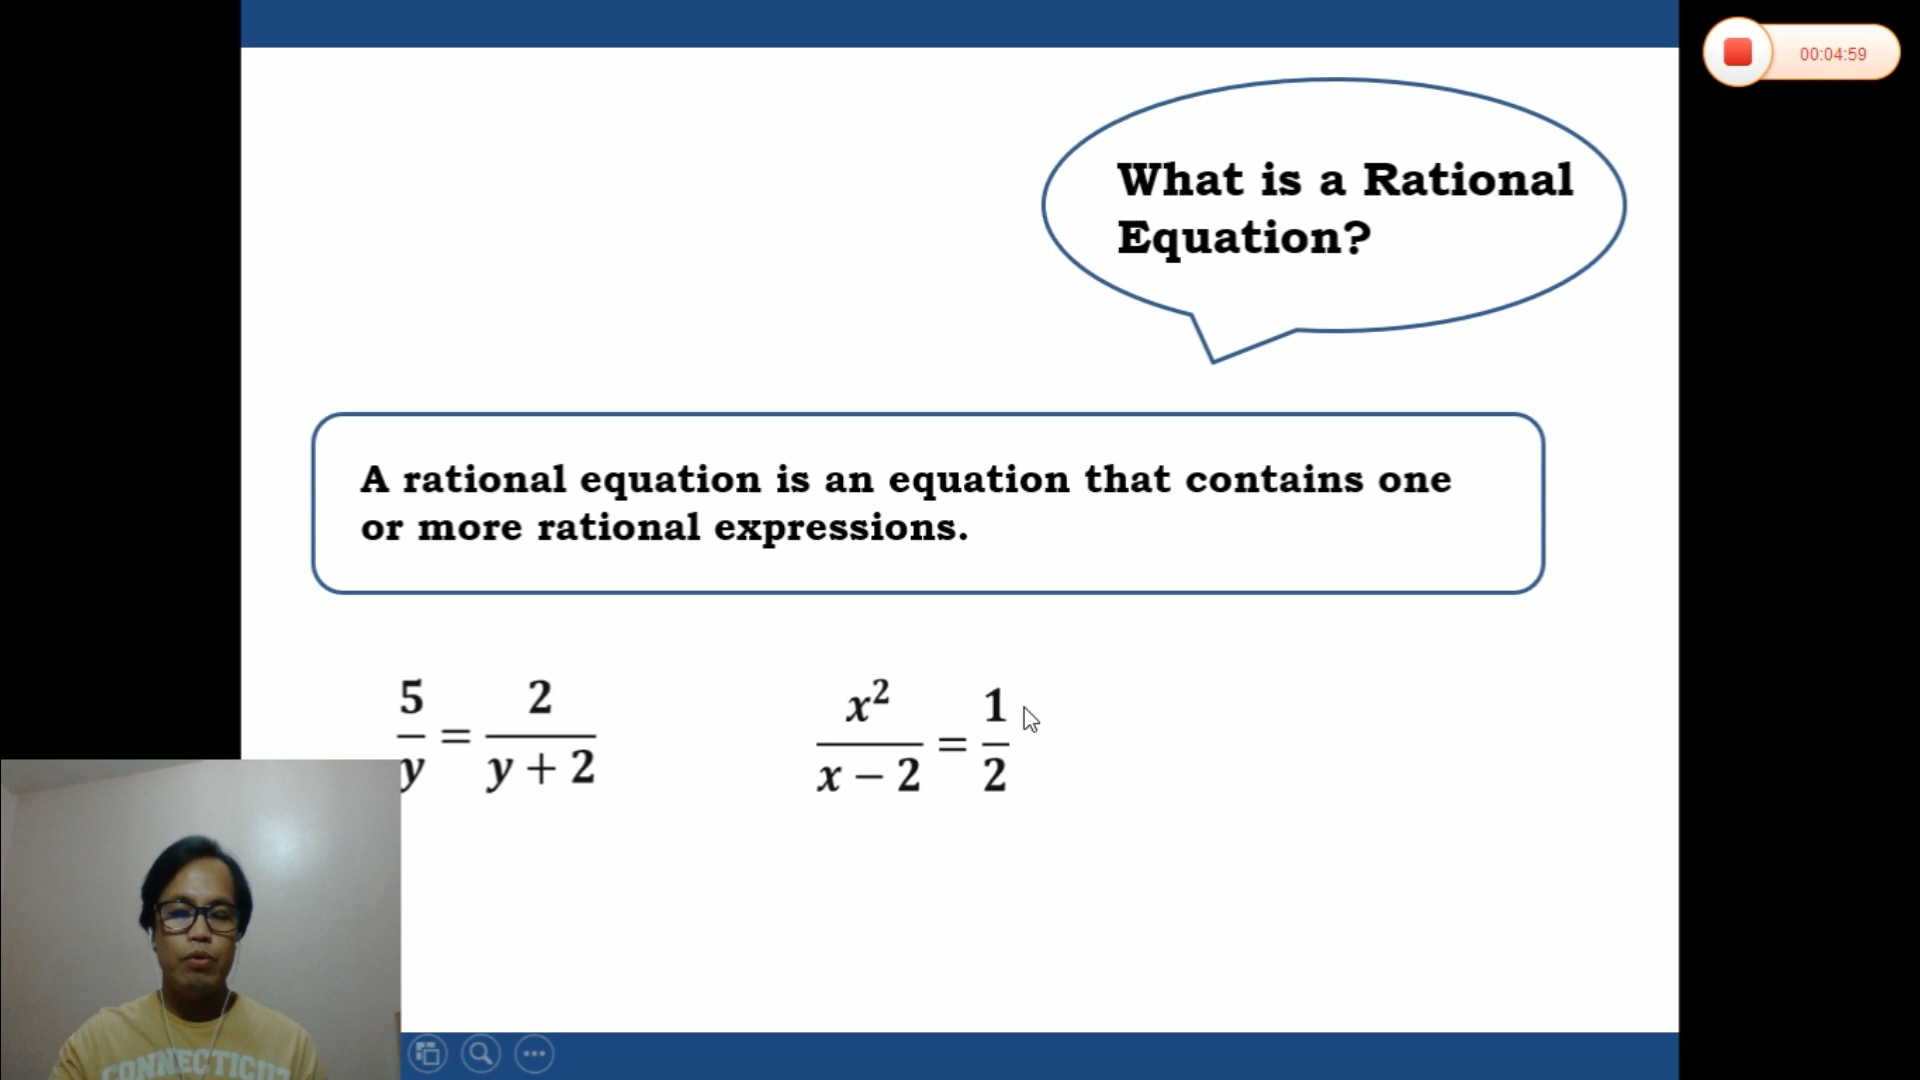 00:04:59
What is a Rational
Equation?
A rational equation is an equation that contains one
or more rational expressions.
5/y = 2/(y + 2)
x²/(x − 2) = 1/2
CONNECTICUT